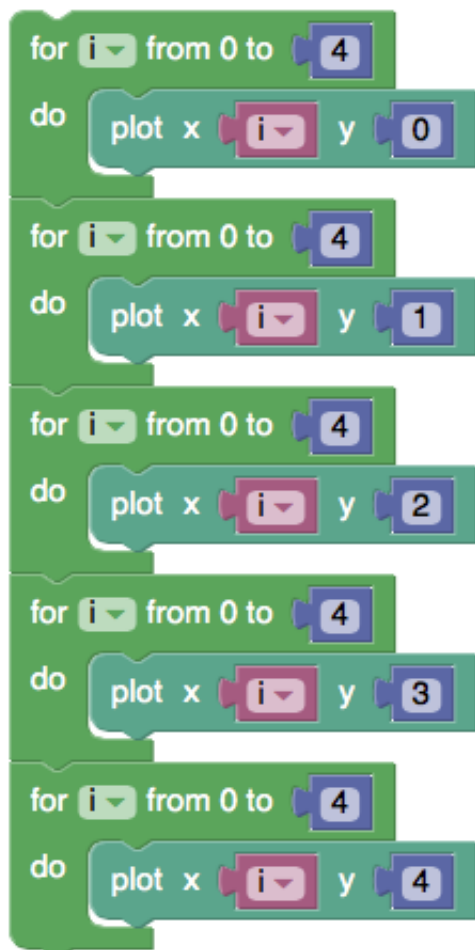 for i from 0 to 4
do plot x i y 0
for i from 0 to 4
do plot x i y 1
for i from 0 to 4
do plot x i y 2
for i from 0 to 4
do plot x i y 3
for i from 0 to 4
do plot x i y 4